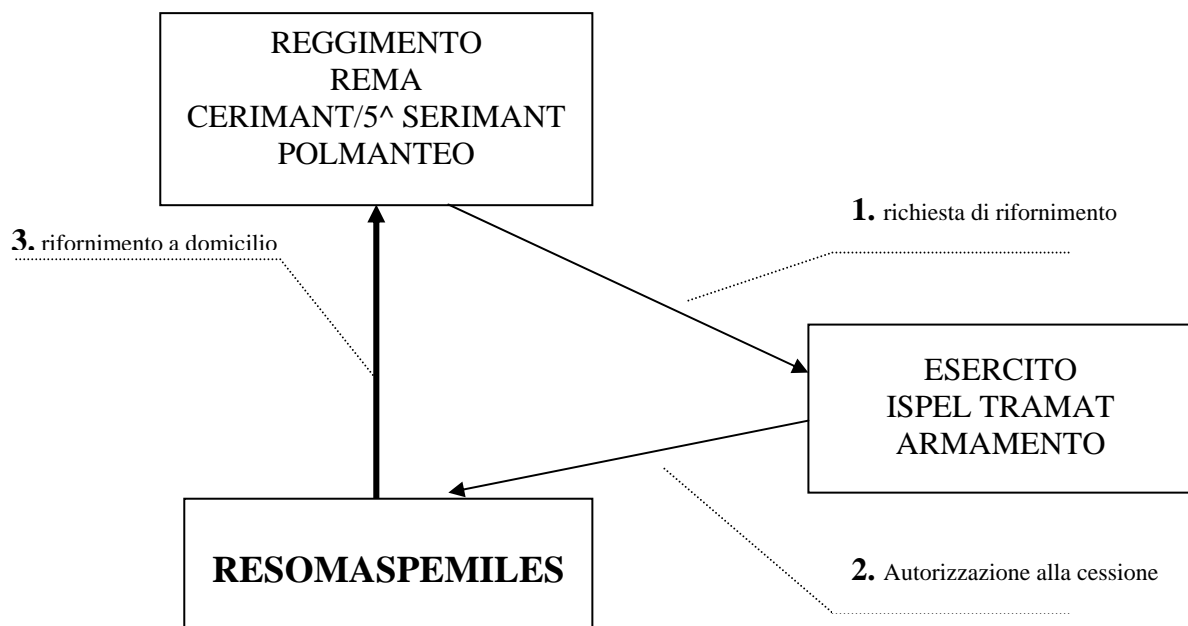 REGGIMENTO
REMA
CERIMANT/5^ SERIMANT
POLMANTEO
1. richiesta di rifornimento
3. rifornimento a domicilio
ESERCITO
ISPEL TRAMAT
ARMAMENTO
RESOMASPEMILES
2. Autorizzazione alla cessione